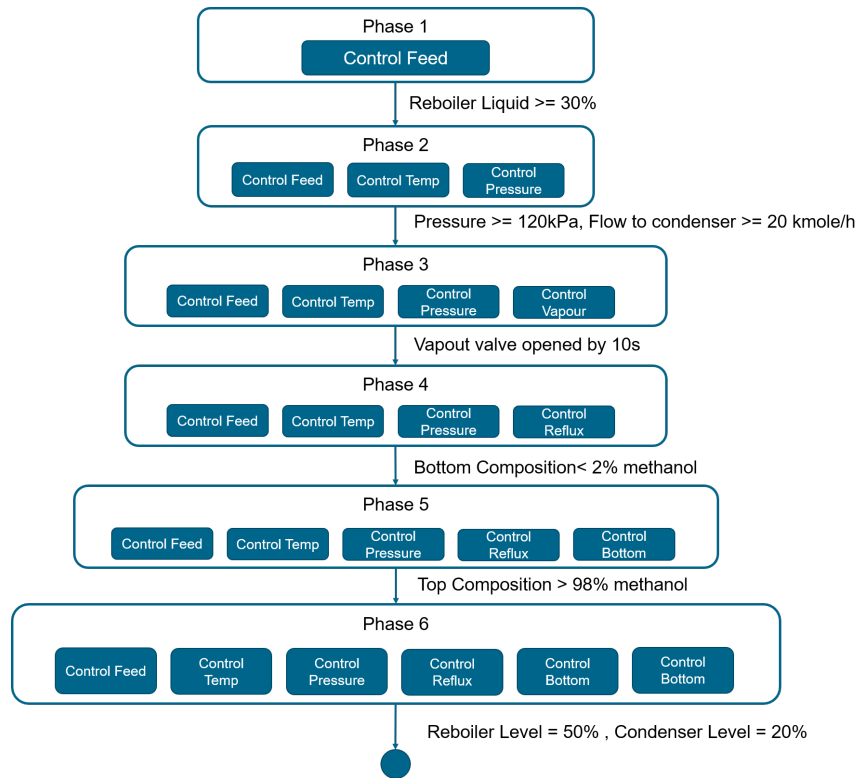 Phase 1
Control Feed
Reboiler Liquid >= 30%
Phase 2
Control Feed
Control Temp
Control
Pressure
Pressure >= 120kPa, Flow to condenser >= 20 kmole/h
Phase 3
Control Feed
Control Temp
Control
Pressure
Control
Vapour
Vapout valve opened by 10s
Phase 4
Control Feed
Control Temp
Control
Pressure
Control
Reflux
Bottom Composition< 2% methanol
Phase 5
Control Feed
Control Temp
Control
Pressure
Control
Reflux
Control
Bottom
Top Composition > 98% methanol
Phase 6
Control Feed
Control
Temp
Control
Pressure
Control
Reflux
Control
Bottom
Control
Bottom
Reboiler Level = 50% , Condenser Level = 20%